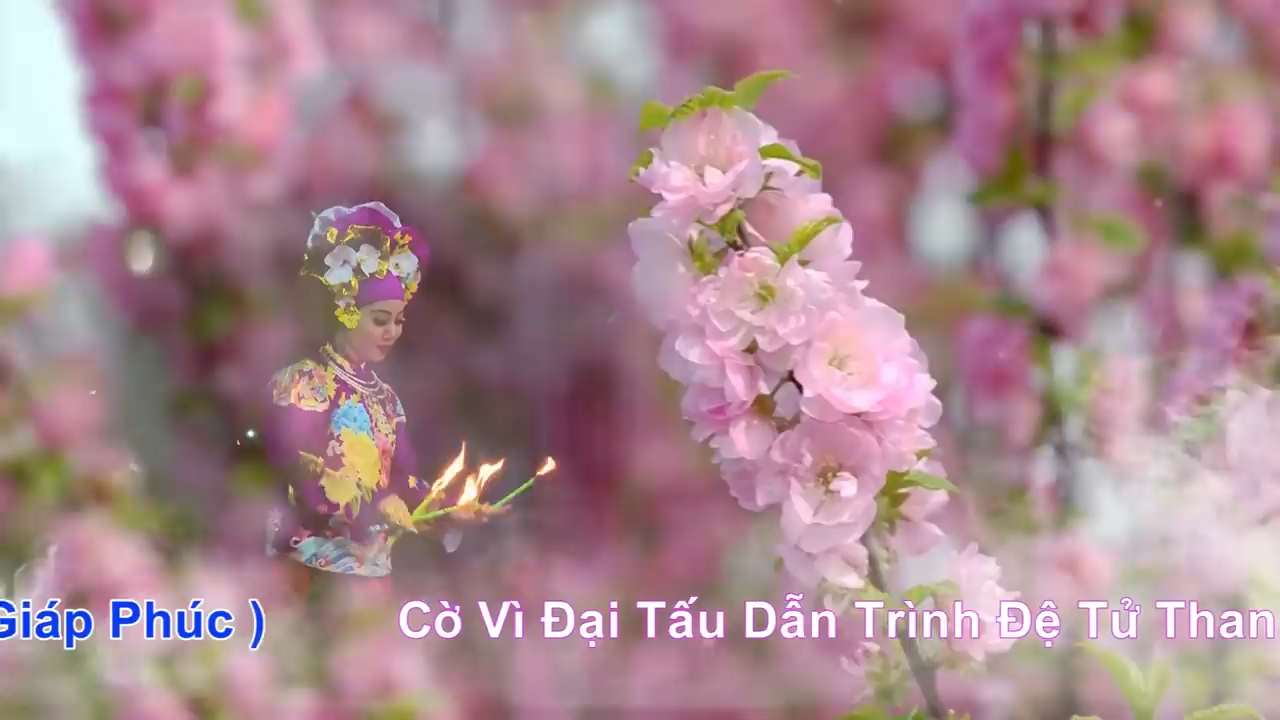 Giáp Phúc ) Cờ Vì Đại Tấu Dẫn Trình Đệ Tử Than